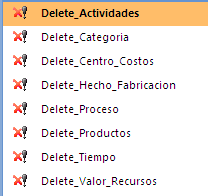 Delete_Actividades
Delete_Categoria
Delete_Centro_Costos
Delete_Hecho_Fabricacion
Delete_Proceso
Delete_Productos
Delete_Tiempo
Delete_Valor_Recursos